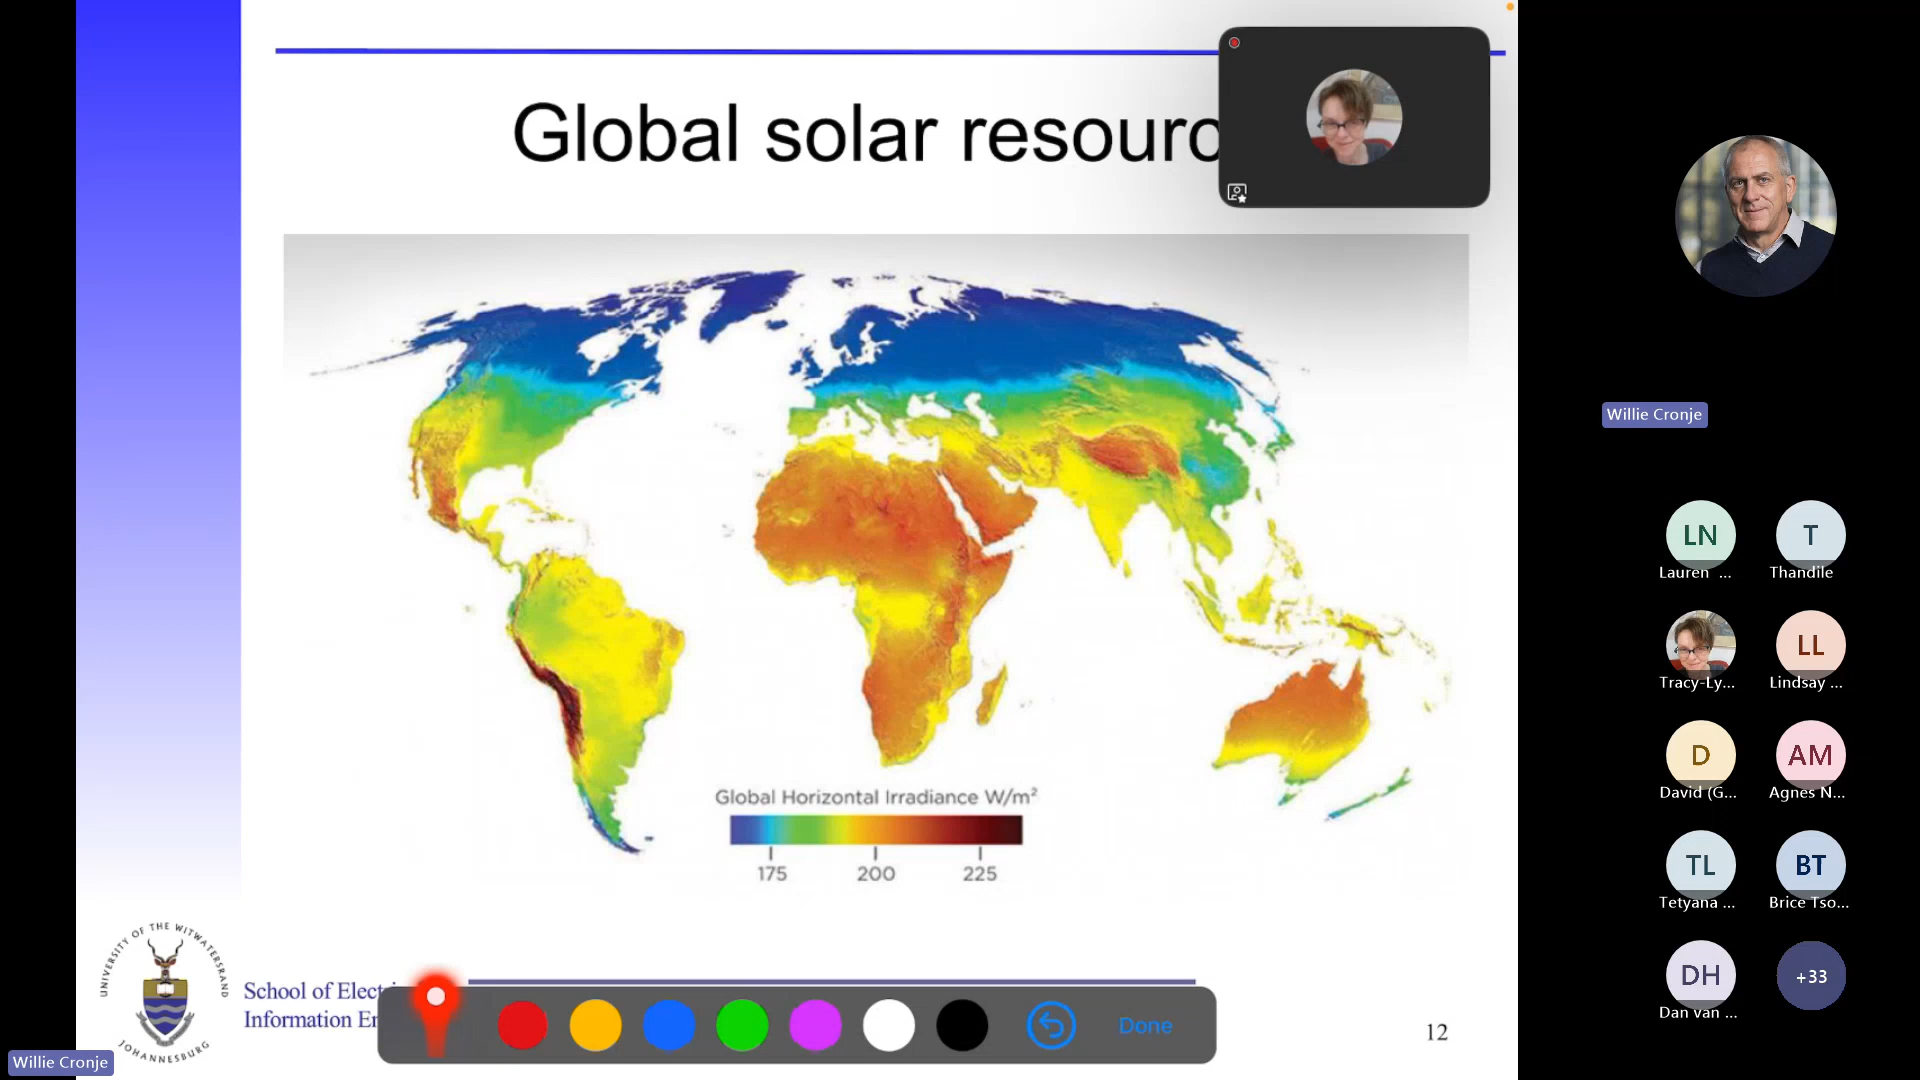 Global solar resourc
Global Horizontal Irradiance W/m²
175 200 225
UNIVERSITY OF THE WITWATERSRAND
JOHANNESBURG
School of Elect
Information En
Done
12
Willie Cronje
Willie Cronje
LN
Lauren ...
T
Thandile
Tracy-Ly...
LL
Lindsay ...
D
David (G...
AM
Agnes N...
TL
Tetyana ...
BT
Brice Tso...
DH
Dan van ...
+33